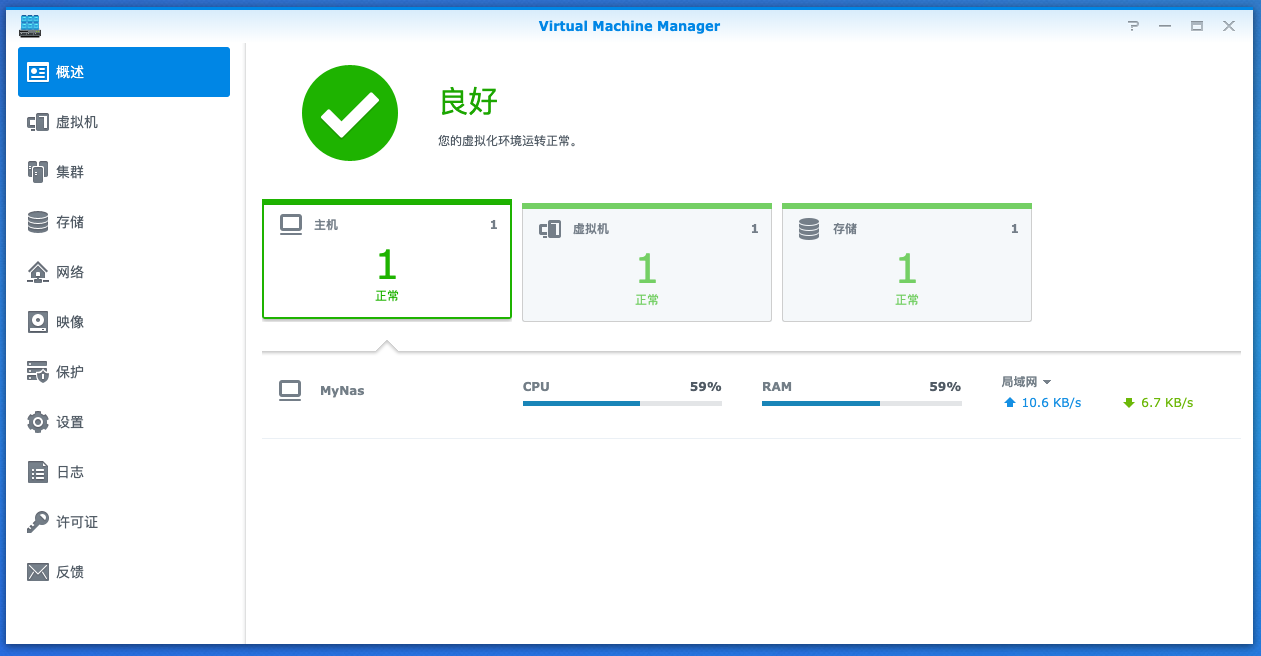 Virtual Machine Manager
概述
虚拟机
集群
存储
网络
映像
保护
设置
日志
许可证
反馈
良好
您的虚拟化环境运转正常。
主机 1
1
正常
虚拟机 1
1
正常
存储 1
1
正常
MyNas
CPU 59%
RAM 59%
局域网
10.6 KB/s 6.7 KB/s